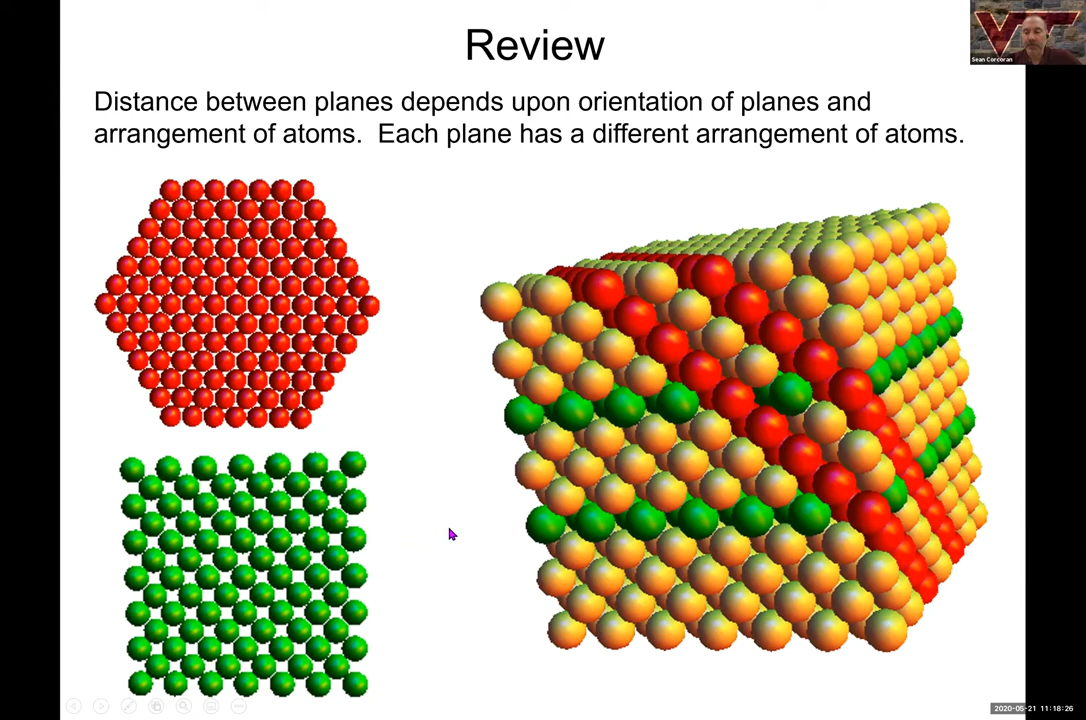 Review
VT
Sean Corcoran
Distance between planes depends upon orientation of planes and
arrangement of atoms.  Each plane has a different arrangement of atoms.
2020-05-21 11:18:26